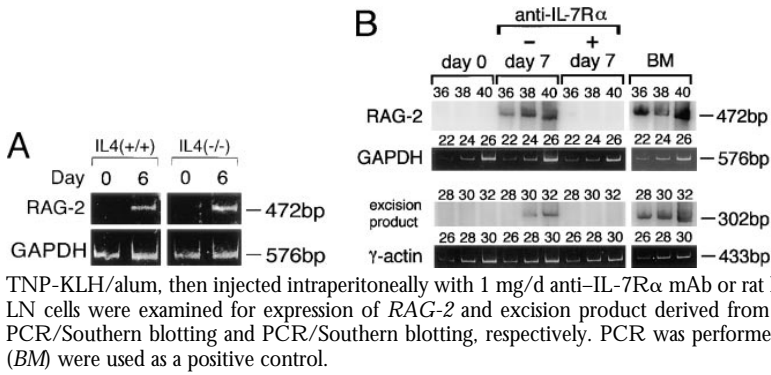 A
IL4(+/+) IL4(-/-)
Day 0 6 0 6
RAG-2 472bp
GAPDH 576bp
B
anti-IL-7Rα
− +
day 0 day 7 day 7 BM
36 38 40 36 38 40 36 38 40 36 38 40
RAG-2 472bp
22 24 26 22 24 26 22 24 26 22 24 26
GAPDH 576bp
28 30 32 28 30 32 28 30 32 28 30 32
excision
product 302bp
26 28 30 26 28 30 26 28 30 26 28 30
γ-actin 433bp
TNP-KLH/alum, then injected intraperitoneally with 1 mg/d anti–IL-7Rα mAb or rat
LN cells were examined for expression of RAG-2 and excision product derived from
PCR/Southern blotting and PCR/Southern blotting, respectively. PCR was performe
(BM) were used as a positive control.